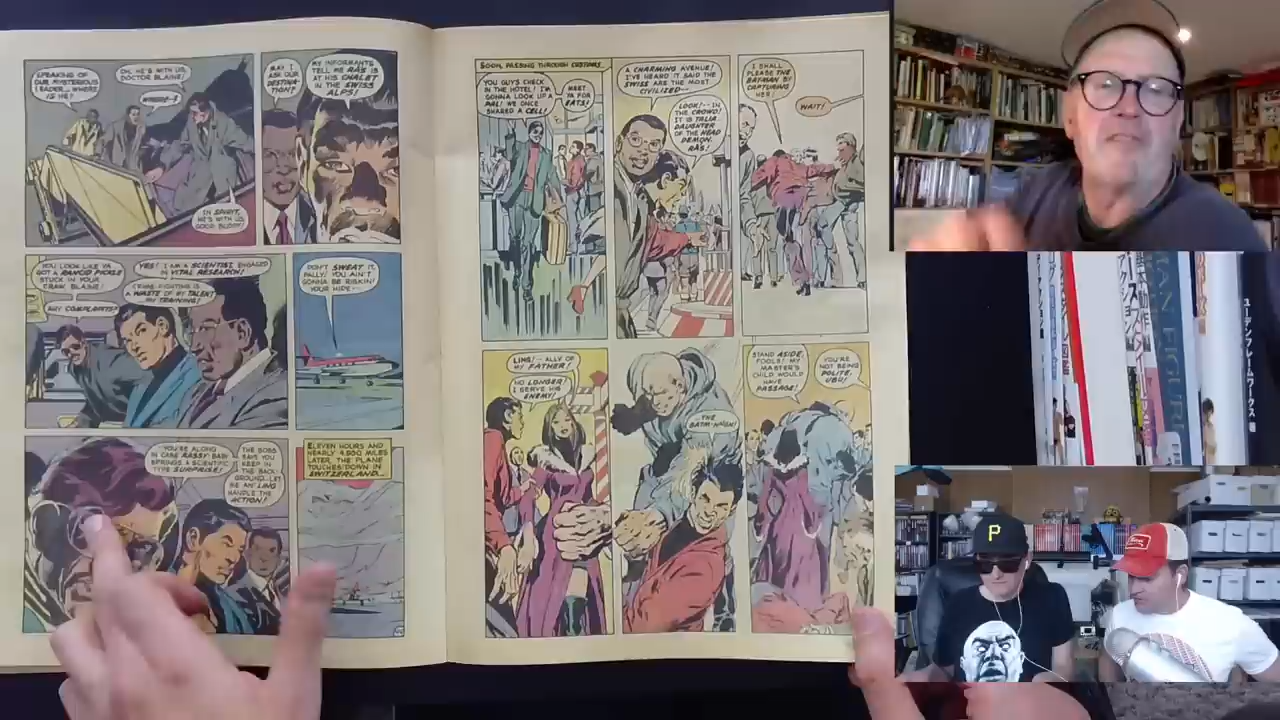 SPEAKING OF
OUR MYSTERIOUS
LEADER... WHERE
IS HE?
OH, HE'S WITH US,
DOCTOR BLAINE!
WHERE--?
IN SPIRIT,
HE'S WITH US,
GOOD BUDDY!
MAY I
ASK OUR
DESTINA-
TION?
MY INFORMANTS
TELL ME RĀS IS
AT HIS CHALET
IN THE SWISS
ALPS!
YOU LOOK LIKE YA
GOT A RANCID PICKLE
STUCK IN YOUR
CRAW, BLAINE!
ANY COMPLAINTS?
YES! I AM A SCIENTIST, ENGAGED
IN VITAL RESEARCH!
CRIME-FIGHTING IS
A WASTE OF MY TALENT,
MY TRAINING!
DON'T SWEAT IT,
PALLY! YOU AIN'T
GONNA BE RISKIN'
YOUR HIDE--
YOU'RE ALONG
IN CASE RASSY BABY
SPRINGS A SCIENTIFIC
TYPE SURPRISE!
THE BOSS
SAYS YOU KEEP
IN THE BACK-
GROUND--LET
ME AN' LING
HANDLE THE
ACTION!
ELEVEN HOURS AND
NEARLY 4,500 MILES
LATER, THE PLANE
TOUCHES DOWN IN
SWITZERLAND...
SOON, PASSING THROUGH CUSTOMS...
YOU GUYS CHECK
IN THE HOTEL! I'M
GONNA LOOK UP A
PAL! WE ONCE
SHARED A CELL!
MEET
YA FOR
EATS!
A CHARMING AVENUE!
I'VE HEARD IT SAID THE
SWISS ARE THE MOST
CIVILIZED--
LOOK!--IN
THE CROWD!
IT IS TALIA,
DAUGHTER
OF THE HEAD
DEMON,
RĀS!
I SHALL
PLEASE THE
BATMAN BY
CAPTURING
HER!
WAIT!
LING!--ALLY OF
MY FATHER!
NO LONGER!
I SERVE HIS
ENEMY!
THE
BATM-NNGH!
STAND ASIDE,
FOOLS! MY
MASTER'S
CHILD WOULD
HAVE
PASSAGE!
YOU'RE
NOT BEING
POLITE,
UBU!
P